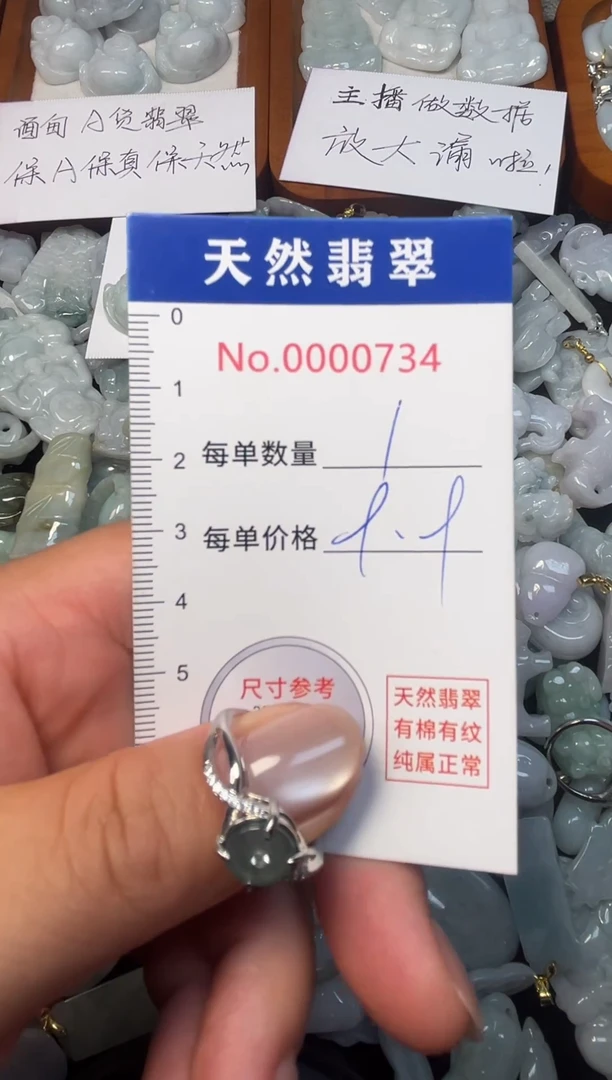 缅甸A货翡翠
保A保真保天然
主播做数据
放大漏啦!
天然翡翠
0
No.0000734
1
每单数量 1
2
每单价格 9.9
3
4
5
尺寸参考
天然翡翠
有棉有纹
纯属正常